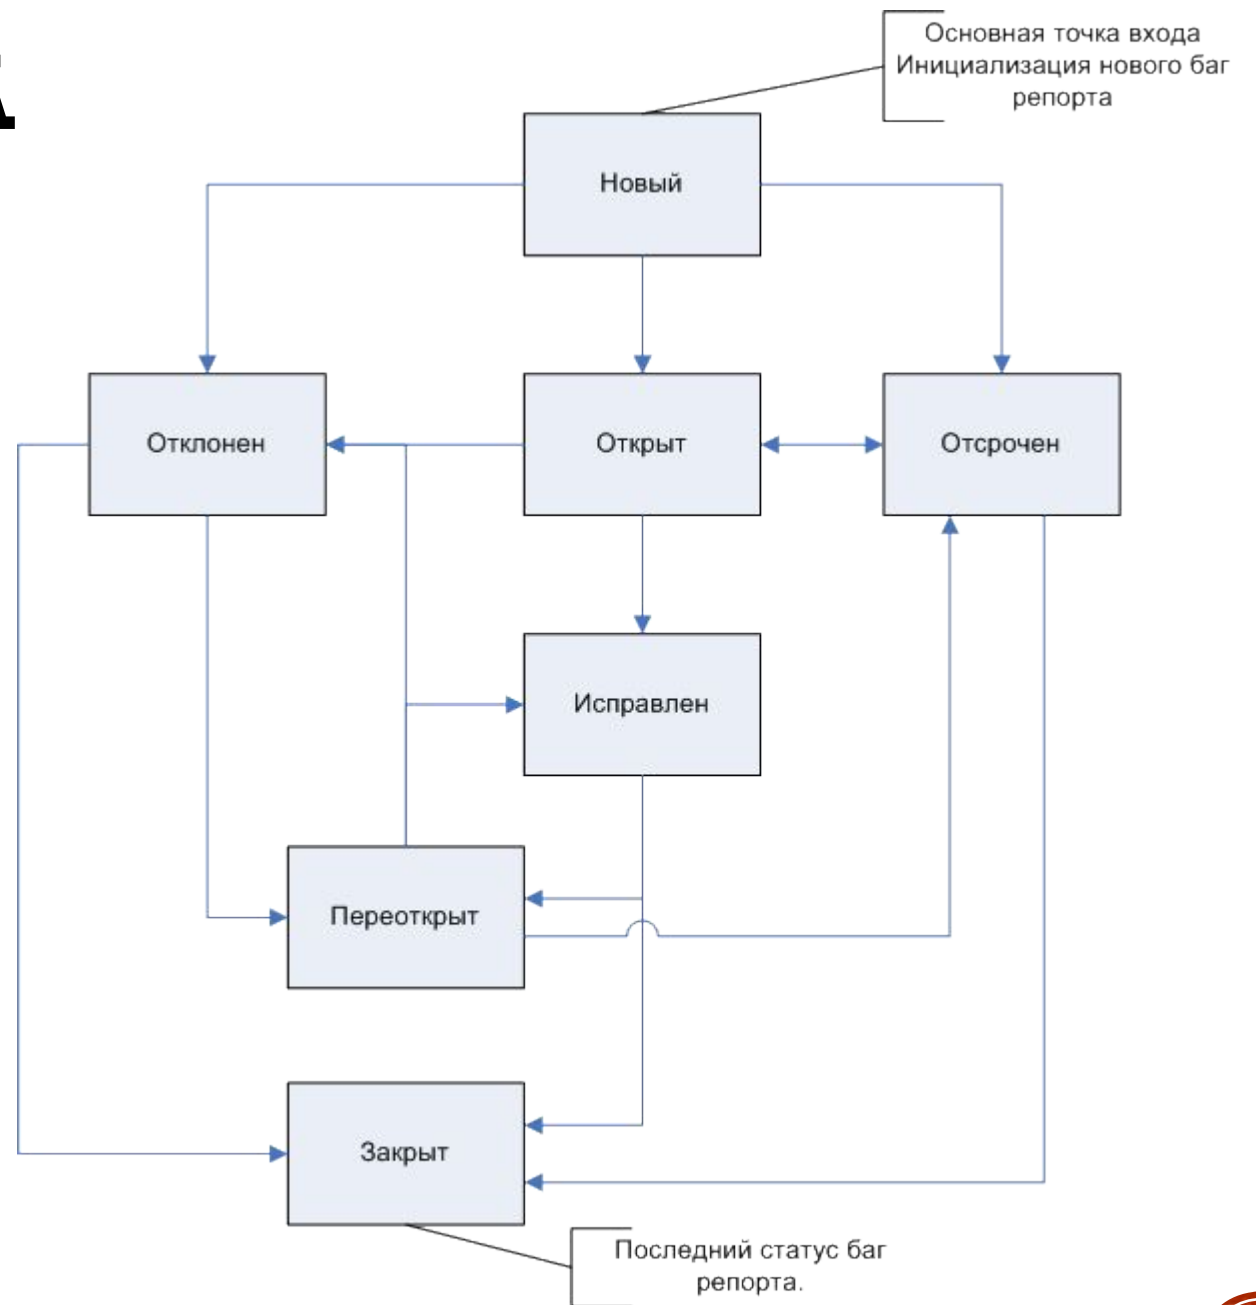 Основная точка входа
Инициализация нового баг
репорта
Новый
Отклонен
Открыт
Отсрочен
Исправлен
Переоткрыт
Закрыт
Последний статус баг
репорта.